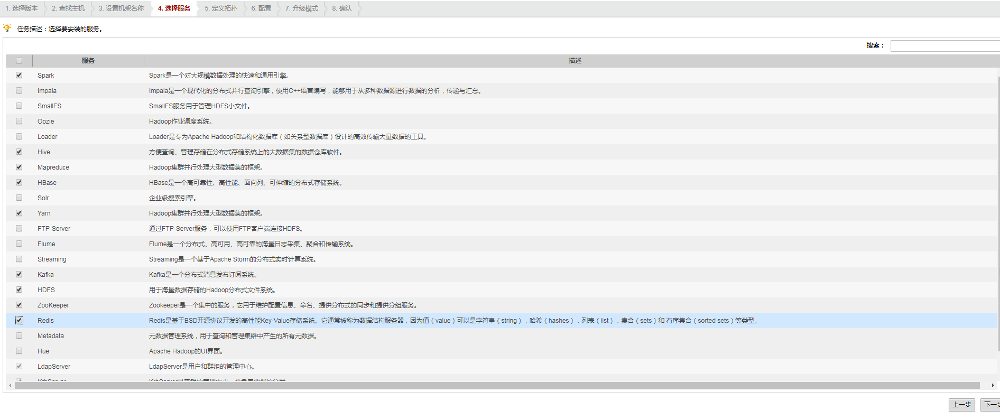 1. 选择版本 2. 查找主机 3. 设置机架名称 4. 选择服务 5. 定义拓扑 6. 配置 7. 升级模式 8. 确认
任务描述：选择要安装的服务。
搜索：
服务 描述
Spark Spark是一个对大规模数据处理的快速和通用引擎。
Impala Impala是一个现代化的分布式并行查询引擎，使用C++语言编写，能够用于从多种数据源进行数据的分析，传递与汇总。
SmallFS SmallFS服务用于管理HDFS小文件。
Oozie Hadoop作业调度系统。
Loader Loader是专为Apache Hadoop和结构化数据库（如关系型数据库）设计的高效传输大量数据的工具。
Hive 方便查询、管理存储在分布式存储系统上的大数据集的数据仓库软件。
Mapreduce Hadoop集群并行处理大型数据集的框架。
HBase HBase是一个高可靠性、高性能、面向列、可伸缩的分布式存储系统。
Solr 企业级搜索引擎。
Yarn Hadoop集群并行处理大型数据集的框架。
FTP-Server 通过FTP-Server服务，可以使用FTP客户端连接HDFS。
Flume Flume是一个分布式、高可用、高可靠的海量日志采集、聚合和传输系统。
Streaming Streaming是一个基于Apache Storm的分布式实时计算系统。
Kafka Kafka是一个分布式消息发布订阅系统。
HDFS 用于海量数据存储的Hadoop分布式文件系统。
ZooKeeper Zookeeper是一个集中的服务，它用于维护配置信息、命名、提供分布式的同步和提供分组服务。
Redis Redis是基于BSD开源协议开发的高性能Key-Value存储系统。它通常被称为数据结构服务器，因为值（value）可以是字符串（string），哈希（hashes），列表（list），集合（sets）和 有序集合（sorted sets）等类型。
Metadata 元数据管理系统，用于查询和管理集群中产生的所有元数据。
Hue Apache Hadoop的UI界面。
LdapServer LdapServer是用户和群组的管理中心。
KrbServer KrbServer是密钥的管理中心，并负责票据的分发
上一步 下一步